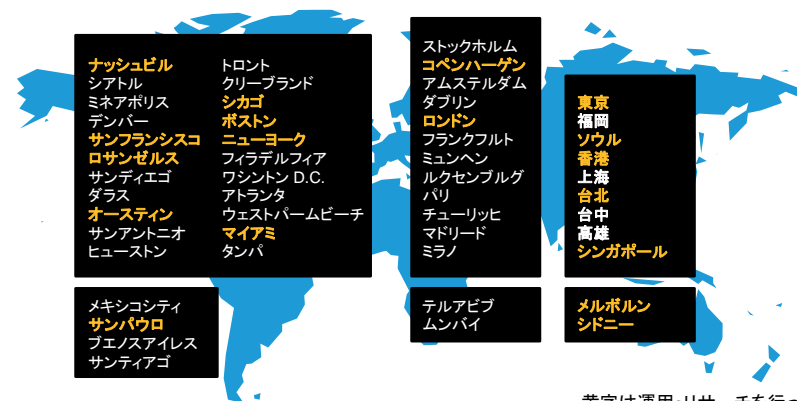 ナッシュビル
シアトル
ミネアポリス
デンバー
サンフランシスコ
ロサンゼルス
サンディエゴ
ダラス
オースティン
サンアントニオ
ヒューストン
トロント
クリーブランド
シカゴ
ボストン
ニューヨーク
フィラデルフィア
ワシントン D.C.
アトランタ
ウェストパームビーチ
マイアミ
タンパ
ストックホルム
コペンハーゲン
アムステルダム
ダブリン
ロンドン
フランクフルト
ミュンヘン
ルクセンブルグ
パリ
チューリッヒ
マドリード
ミラノ
東京
福岡
ソウル
香港
上海
台北
台中
高雄
シンガポール
メキシコシティ
サンパウロ
ブエノスアイレス
サンティアゴ
テルアビブ
ムンバイ
メルボルン
シドニー